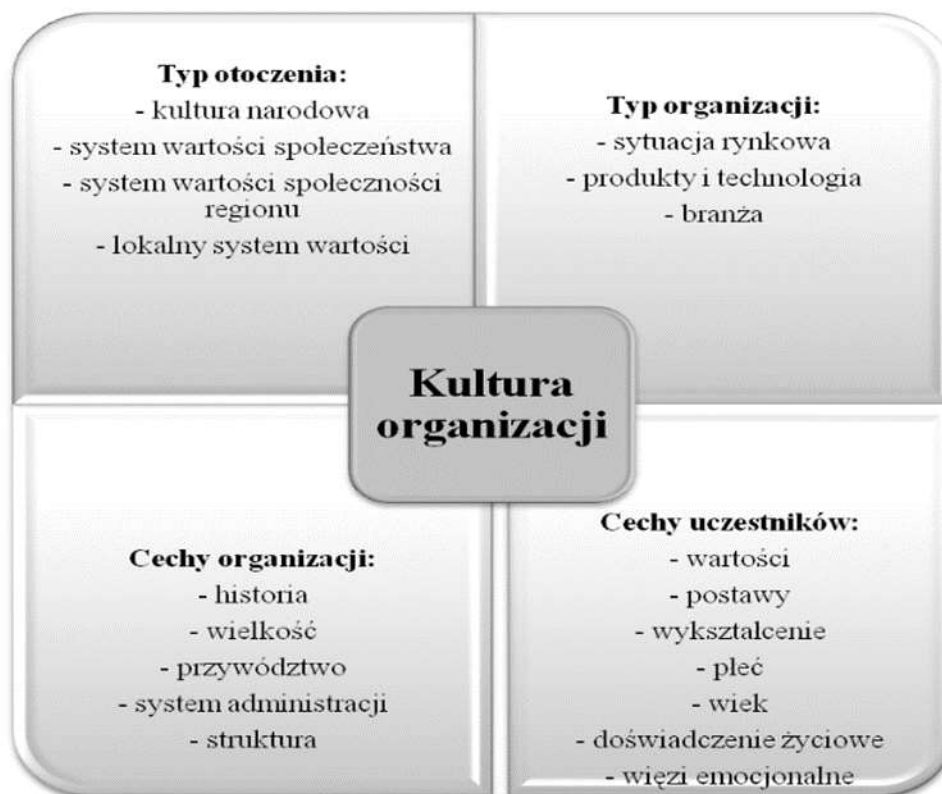 Typ otoczenia:
- kultura narodowa
- system wartości społeczeństwa
- system wartości społeczności
regionu
- lokalny system wartości
Typ organizacji:
- sytuacja rynkowa
- produkty i technologia
- branża
Kultura
organizacji
Cechy organizacji:
- historia
- wielkość
- przywództwo
- system administracji
- struktura
Cechy uczestników:
- wartości
- postawy
- wykształcenie
- płeć
- wiek
- doświadczenie życiowe
- więzi emocjonalne